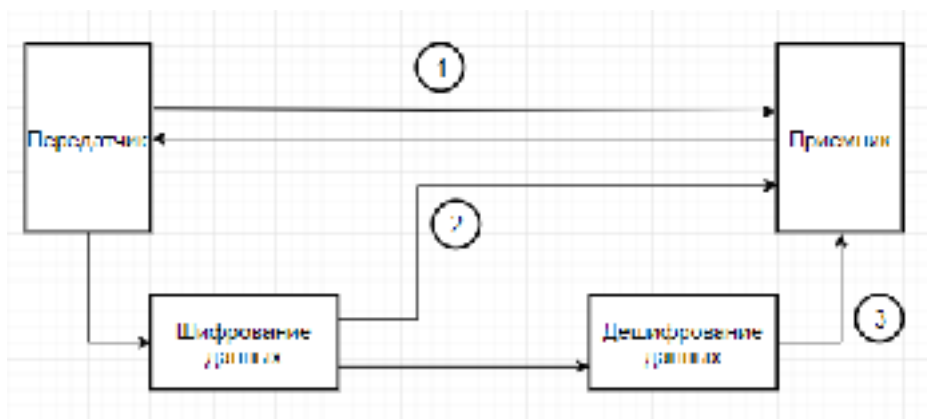 1
Передатчик
Приемник
2
Шифрование
данных
Дешифрование
данных
3